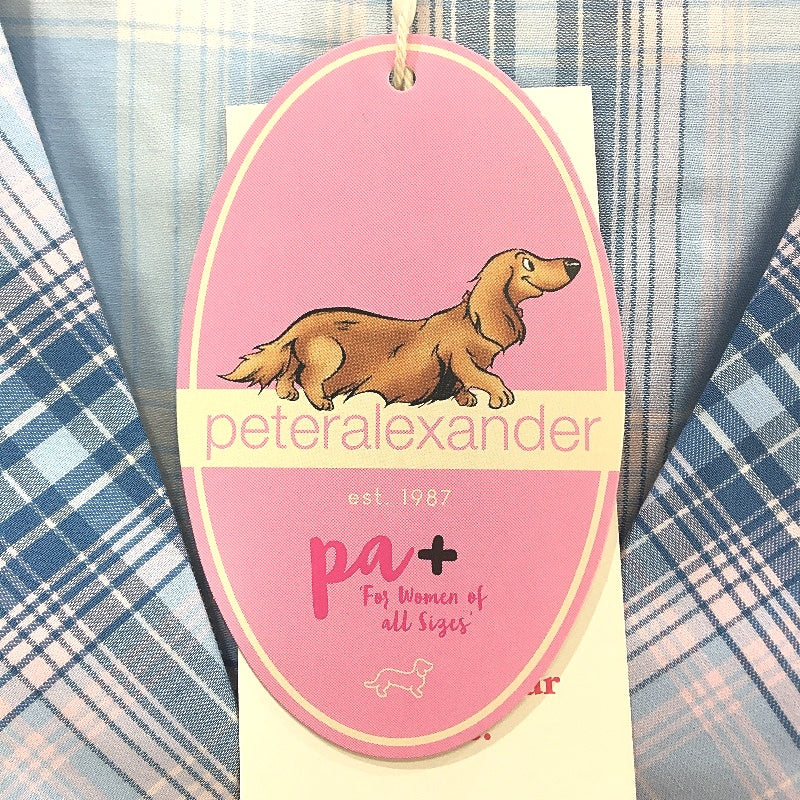 peteralexander
est. 1987
pa+
'For Women of
all Sizes'